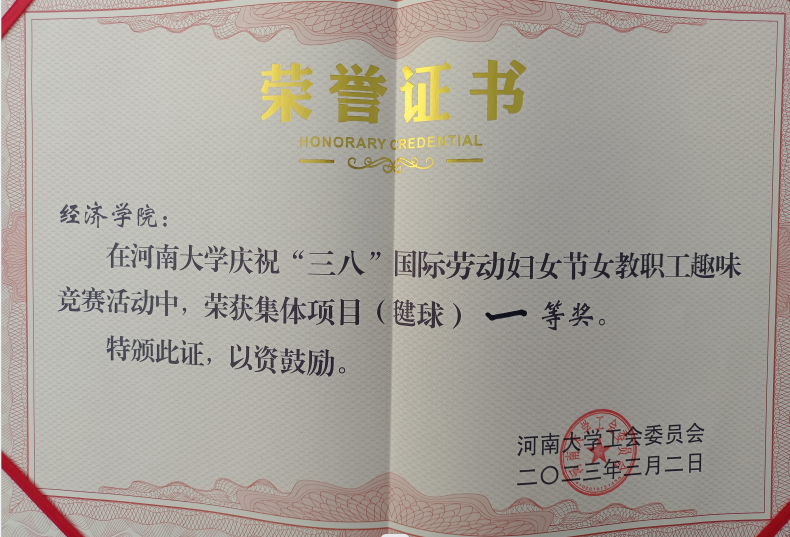 荣誉证书
HONORARY CREDENTIAL
经济学院：
在河南大学庆祝“三八”国际劳动妇女节女教职工趣味
竞赛活动中，荣获集体项目（毽球）一等奖。
特颁此证，以资鼓励。
河南大学工会委员会
二〇二三年三月二日